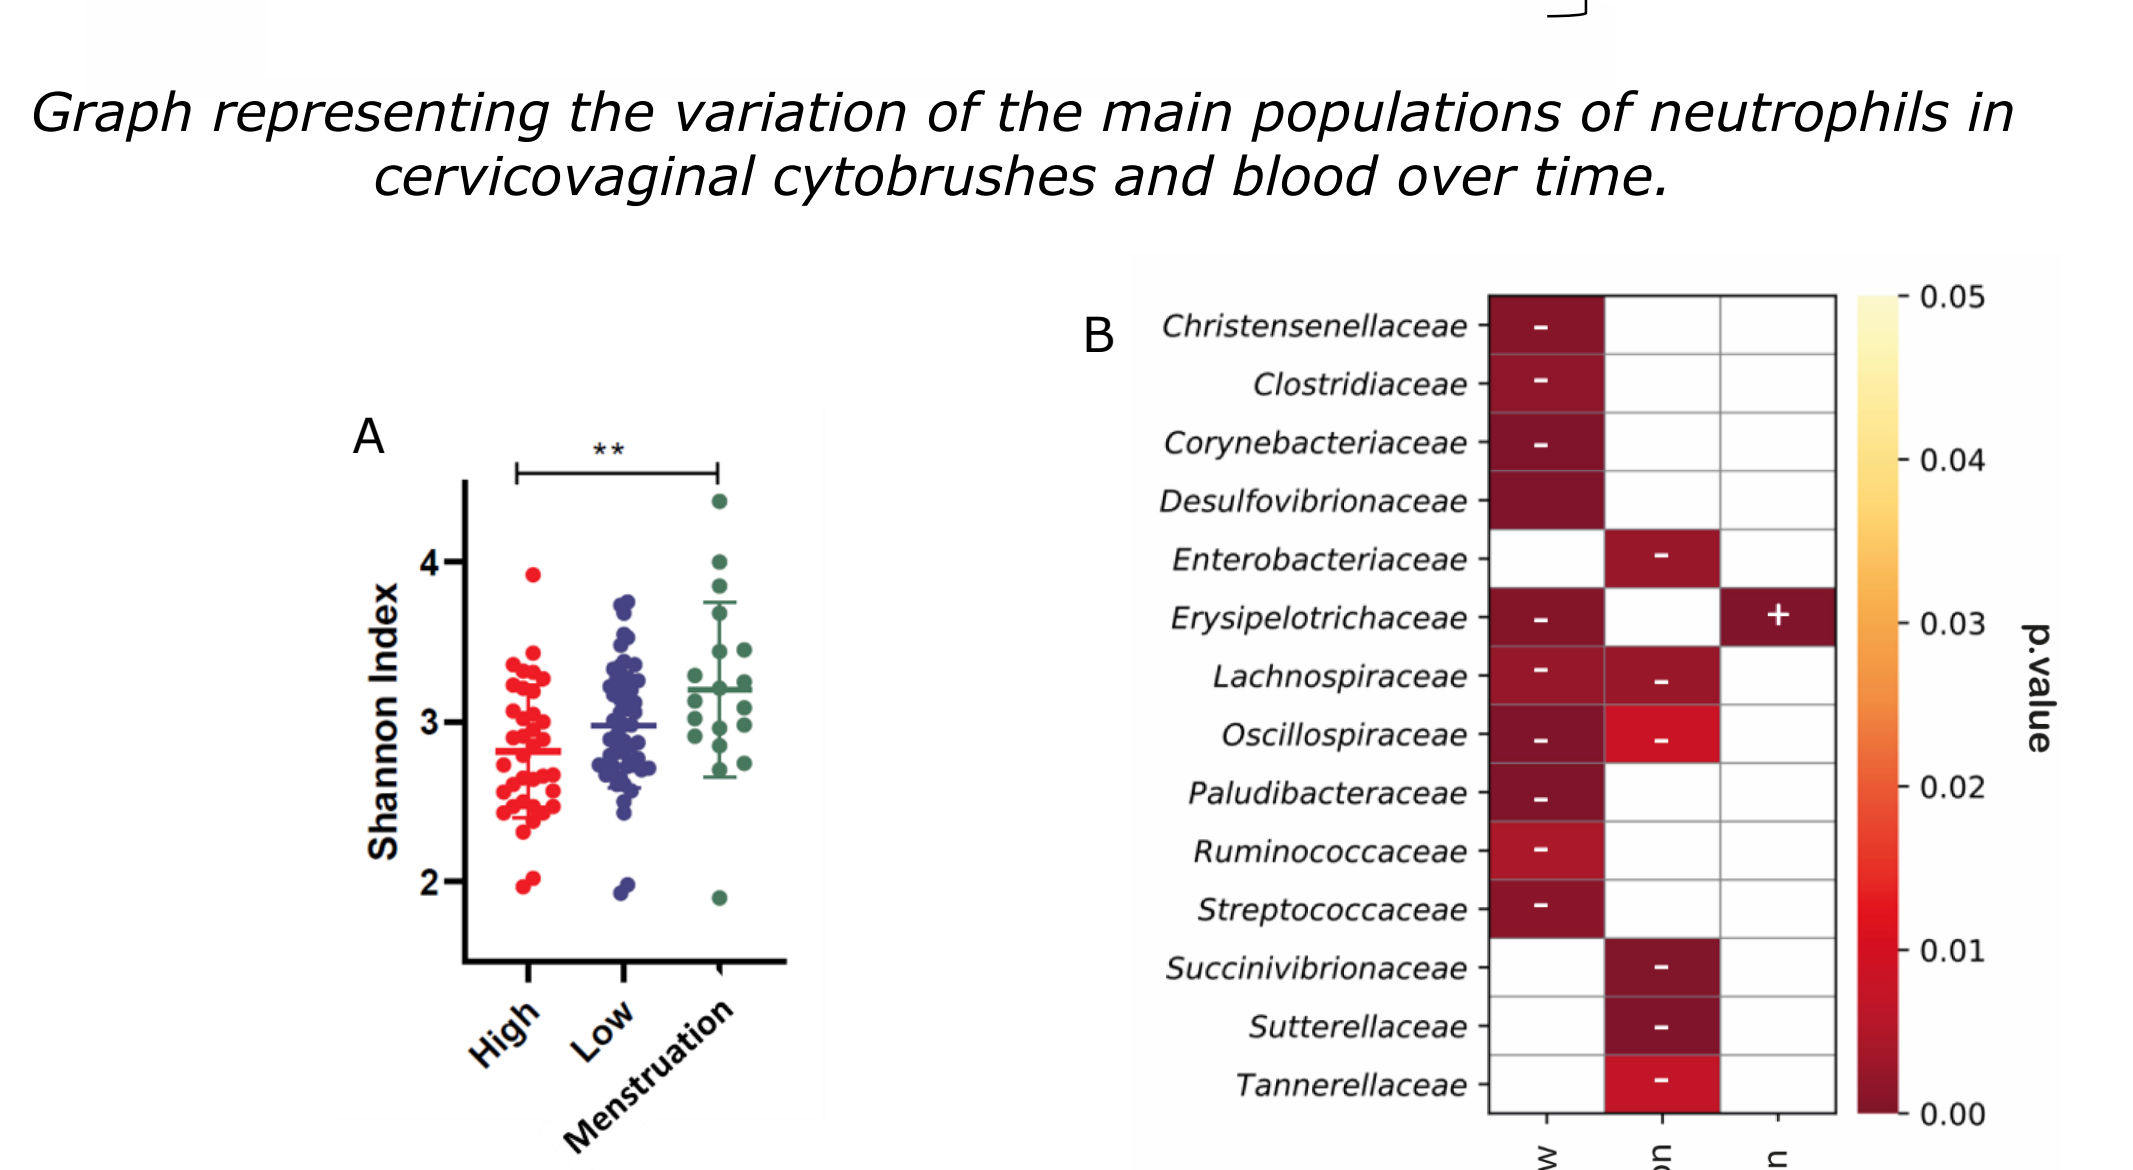 Graph representing the variation of the main populations of neutrophils in
cervicovaginal cytobrushes and blood over time.
A
**
Shannon Index
4
3
2
High
Low
Menstruation
B
Christensenellaceae
Clostridiaceae
Corynebacteriaceae
Desulfovibrionaceae
Enterobacteriaceae
Erysipelotrichaceae
Lachnospiraceae
Oscillospiraceae
Paludibacteraceae
Ruminococcaceae
Streptococcaceae
Succinivibrionaceae
Sutterellaceae
Tannerellaceae
-
-
-
-
- +
- -
- -
-
-
-
-
-
-
0.05
0.04
0.03
0.02
0.01
0.00
p.value